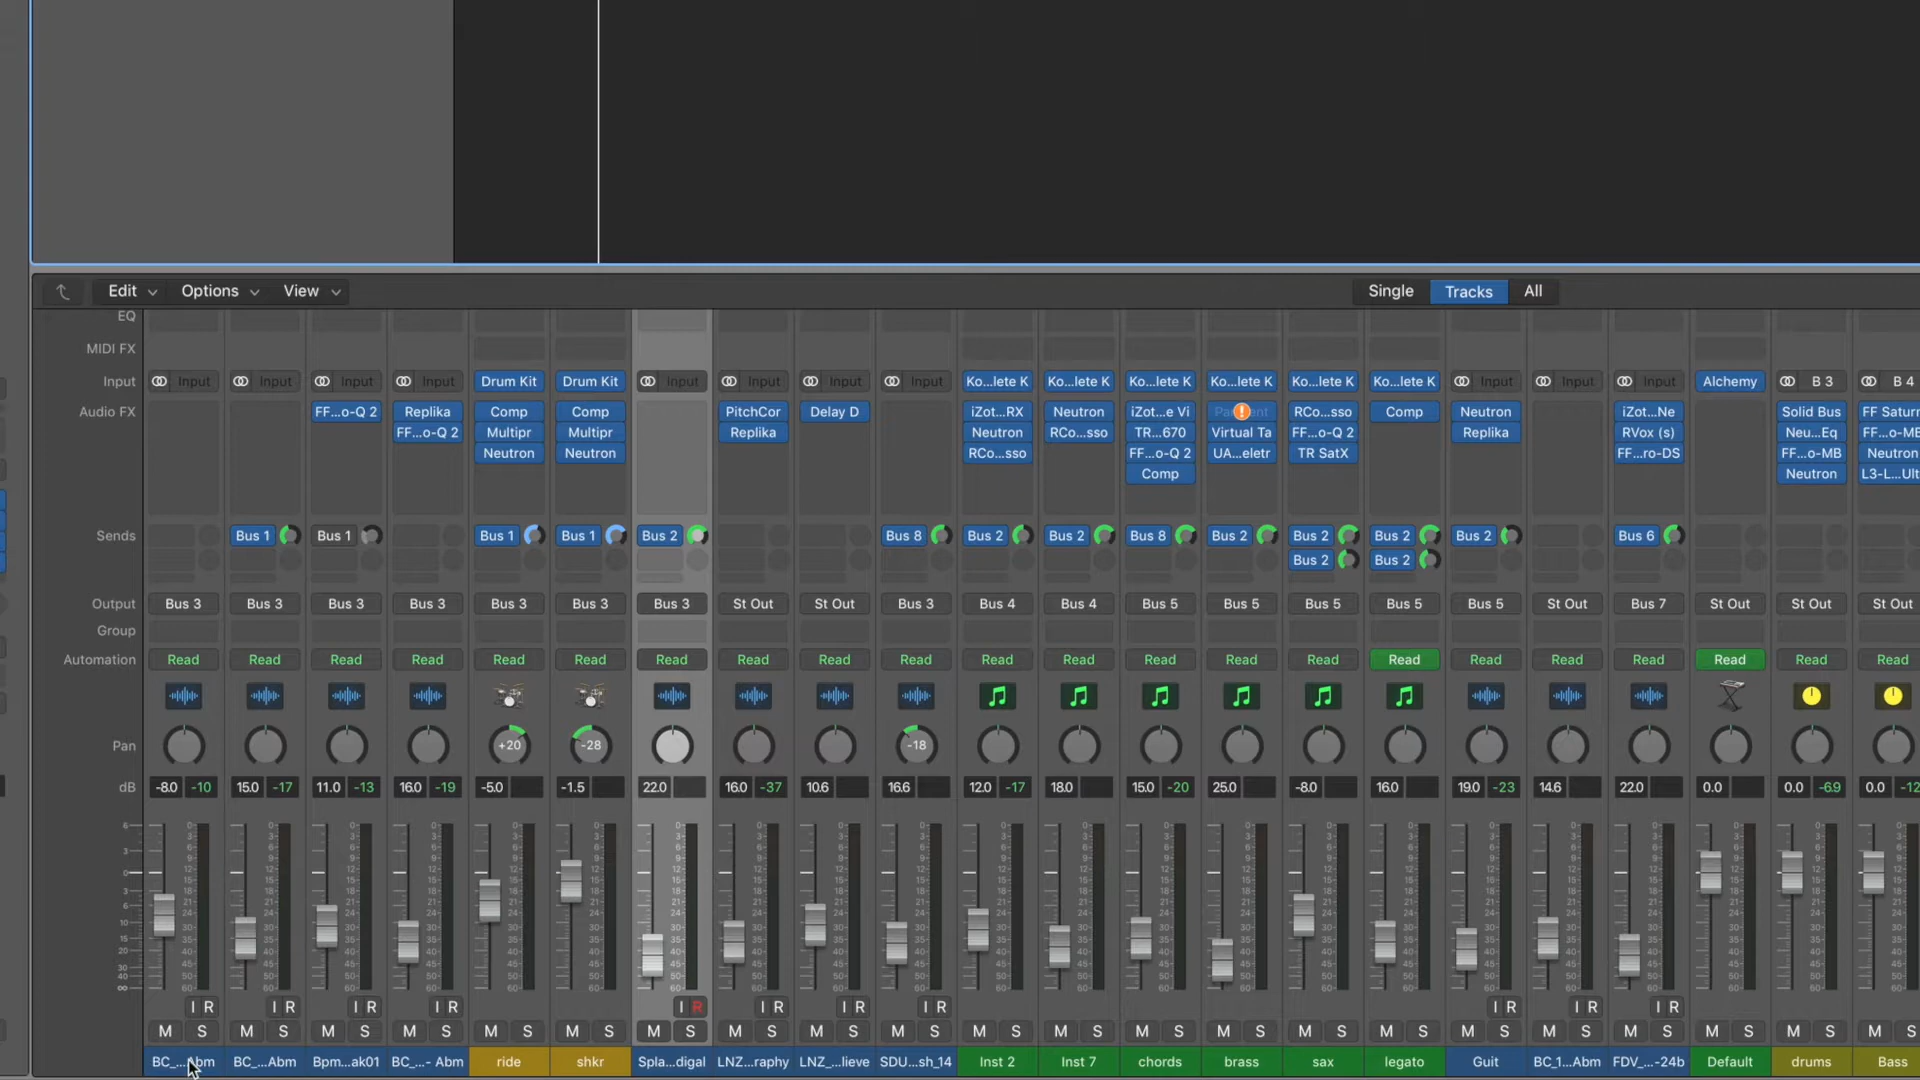 Edit Options View Single Tracks All
EQ
MIDI FX
Input Input Input Input Input Drum Kit Drum Kit Input Input Input Input Ko...lete K Ko...lete K Ko...lete K Ko...lete K Ko...lete K Ko...lete K Input Input Input Alchemy B 3 B 4
Audio FX FF...o-Q 2 Replika Comp Comp PitchCor Delay D iZot...RX Neutron iZot...e Vi RCo...sso Comp Neutron iZot...Ne Solid Bus FF Saturn
FF...o-Q 2 Multipr Multipr Replika Neutron RCo...sso TR...670 Virtual Ta FF...o-Q 2 Replika RVox (s) Neu...Eq FF...o-MB
Neutron Neutron RCo...sso FF...o-Q 2 UA...eletr TR SatX FF...ro-DS FF...o-MB Neutron
Comp Neutron L3-L...Ult
Sends Bus 1 Bus 1 Bus 1 Bus 1 Bus 2 Bus 8 Bus 2 Bus 2 Bus 8 Bus 2 Bus 2 Bus 2 Bus 2 Bus 6
Bus 2 Bus 2
Output Bus 3 Bus 3 Bus 3 Bus 3 Bus 3 Bus 3 Bus 3 St Out St Out Bus 3 Bus 4 Bus 4 Bus 5 Bus 5 Bus 5 Bus 5 Bus 5 St Out Bus 7 St Out St Out St Out
Group
Automation Read Read Read Read Read Read Read Read Read Read Read Read Read Read Read Read Read Read Read Read Read Read
Pan +20 -28 -18
dB -8.0 -10 15.0 -17 11.0 -13 16.0 -19 -5.0 -1.5 22.0 16.0 -37 10.6 16.6 12.0 -17 18.0 15.0 -20 25.0 -8.0 16.0 19.0 -23 14.6 22.0 0.0 0.0 -6.9 0.0 -12
I R I R I R I R I R I R I R I R I R I R I R
M S M S M S M S M S M S M S M S M S M S M S M S M S M S M S M S M S M S M S M S M S M S
BC_...Abm BC_...Abm Bpm...ak01 BC_...- Abm ride shkr Spla...digal LNZ...raphy LNZ_...lieve SDU...sh_14 Inst 2 Inst 7 chords brass sax legato Guit BC_1...Abm FDV_...-24b Default drums Bass